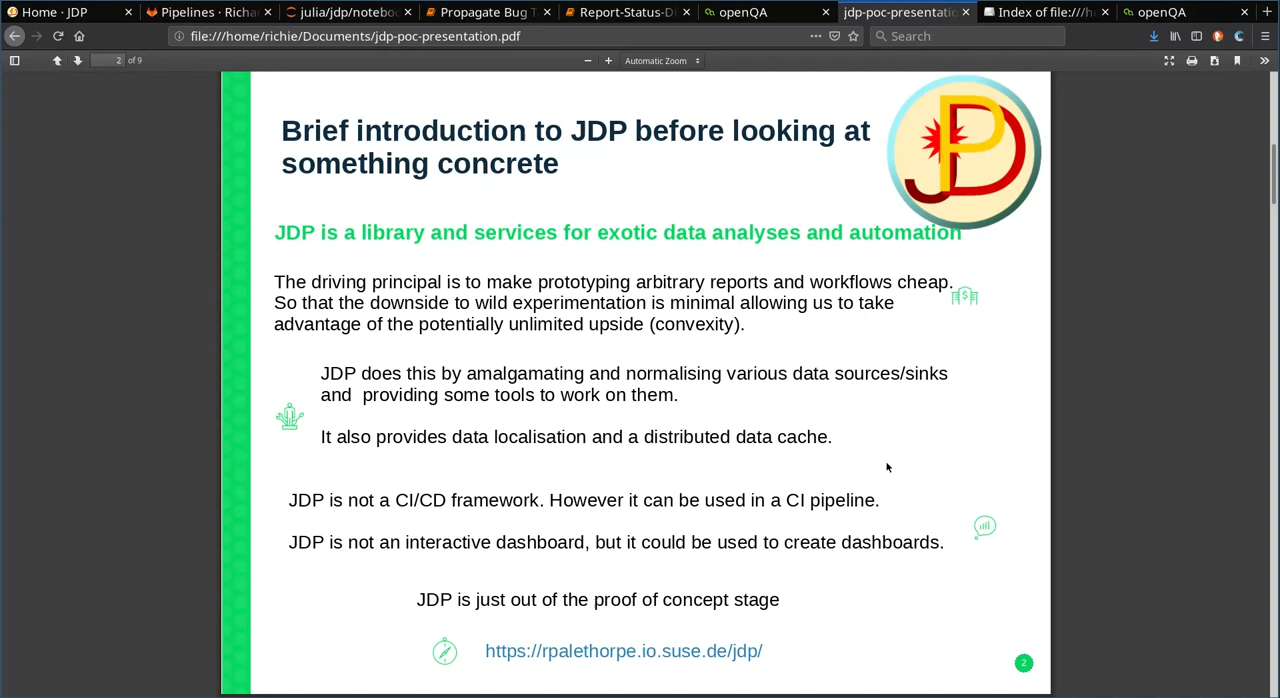 Home · JDP
Pipelines · Richa
julia/jdp/notebo
Propagate Bug T
Report-Status-Di
openQA
jdp-poc-presentatio
Index of file:///h
openQA
file:///home/richie/Documents/jdp-poc-presentation.pdf
Search
2 of 9
Automatic Zoom
Brief introduction to JDP before looking at
something concrete
JDP
JDP is a library and services for exotic data analyses and automation
The driving principal is to make prototyping arbitrary reports and workflows cheap.
So that the downside to wild experimentation is minimal allowing us to take
advantage of the potentially unlimited upside (convexity).
JDP does this by amalgamating and normalising various data sources/sinks
and  providing some tools to work on them.
It also provides data localisation and a distributed data cache.
JDP is not a CI/CD framework. However it can be used in a CI pipeline.
JDP is not an interactive dashboard, but it could be used to create dashboards.
JDP is just out of the proof of concept stage
https://rpalethorpe.io.suse.de/jdp/
2